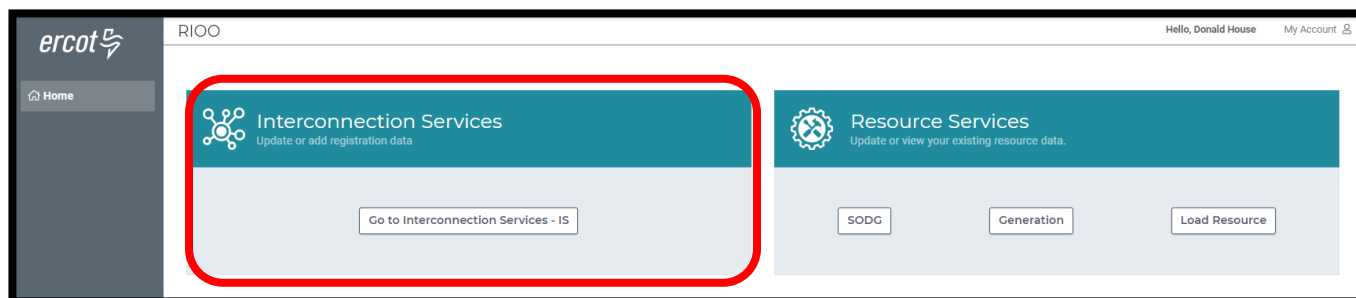 ercot
RIOO
Hello, Donald House
My Account
Home
Interconnection Services
Update or add registration data
Go to Interconnection Services - IS
Resource Services
Update or view your existing resource data.
SODG
Generation
Load Resource